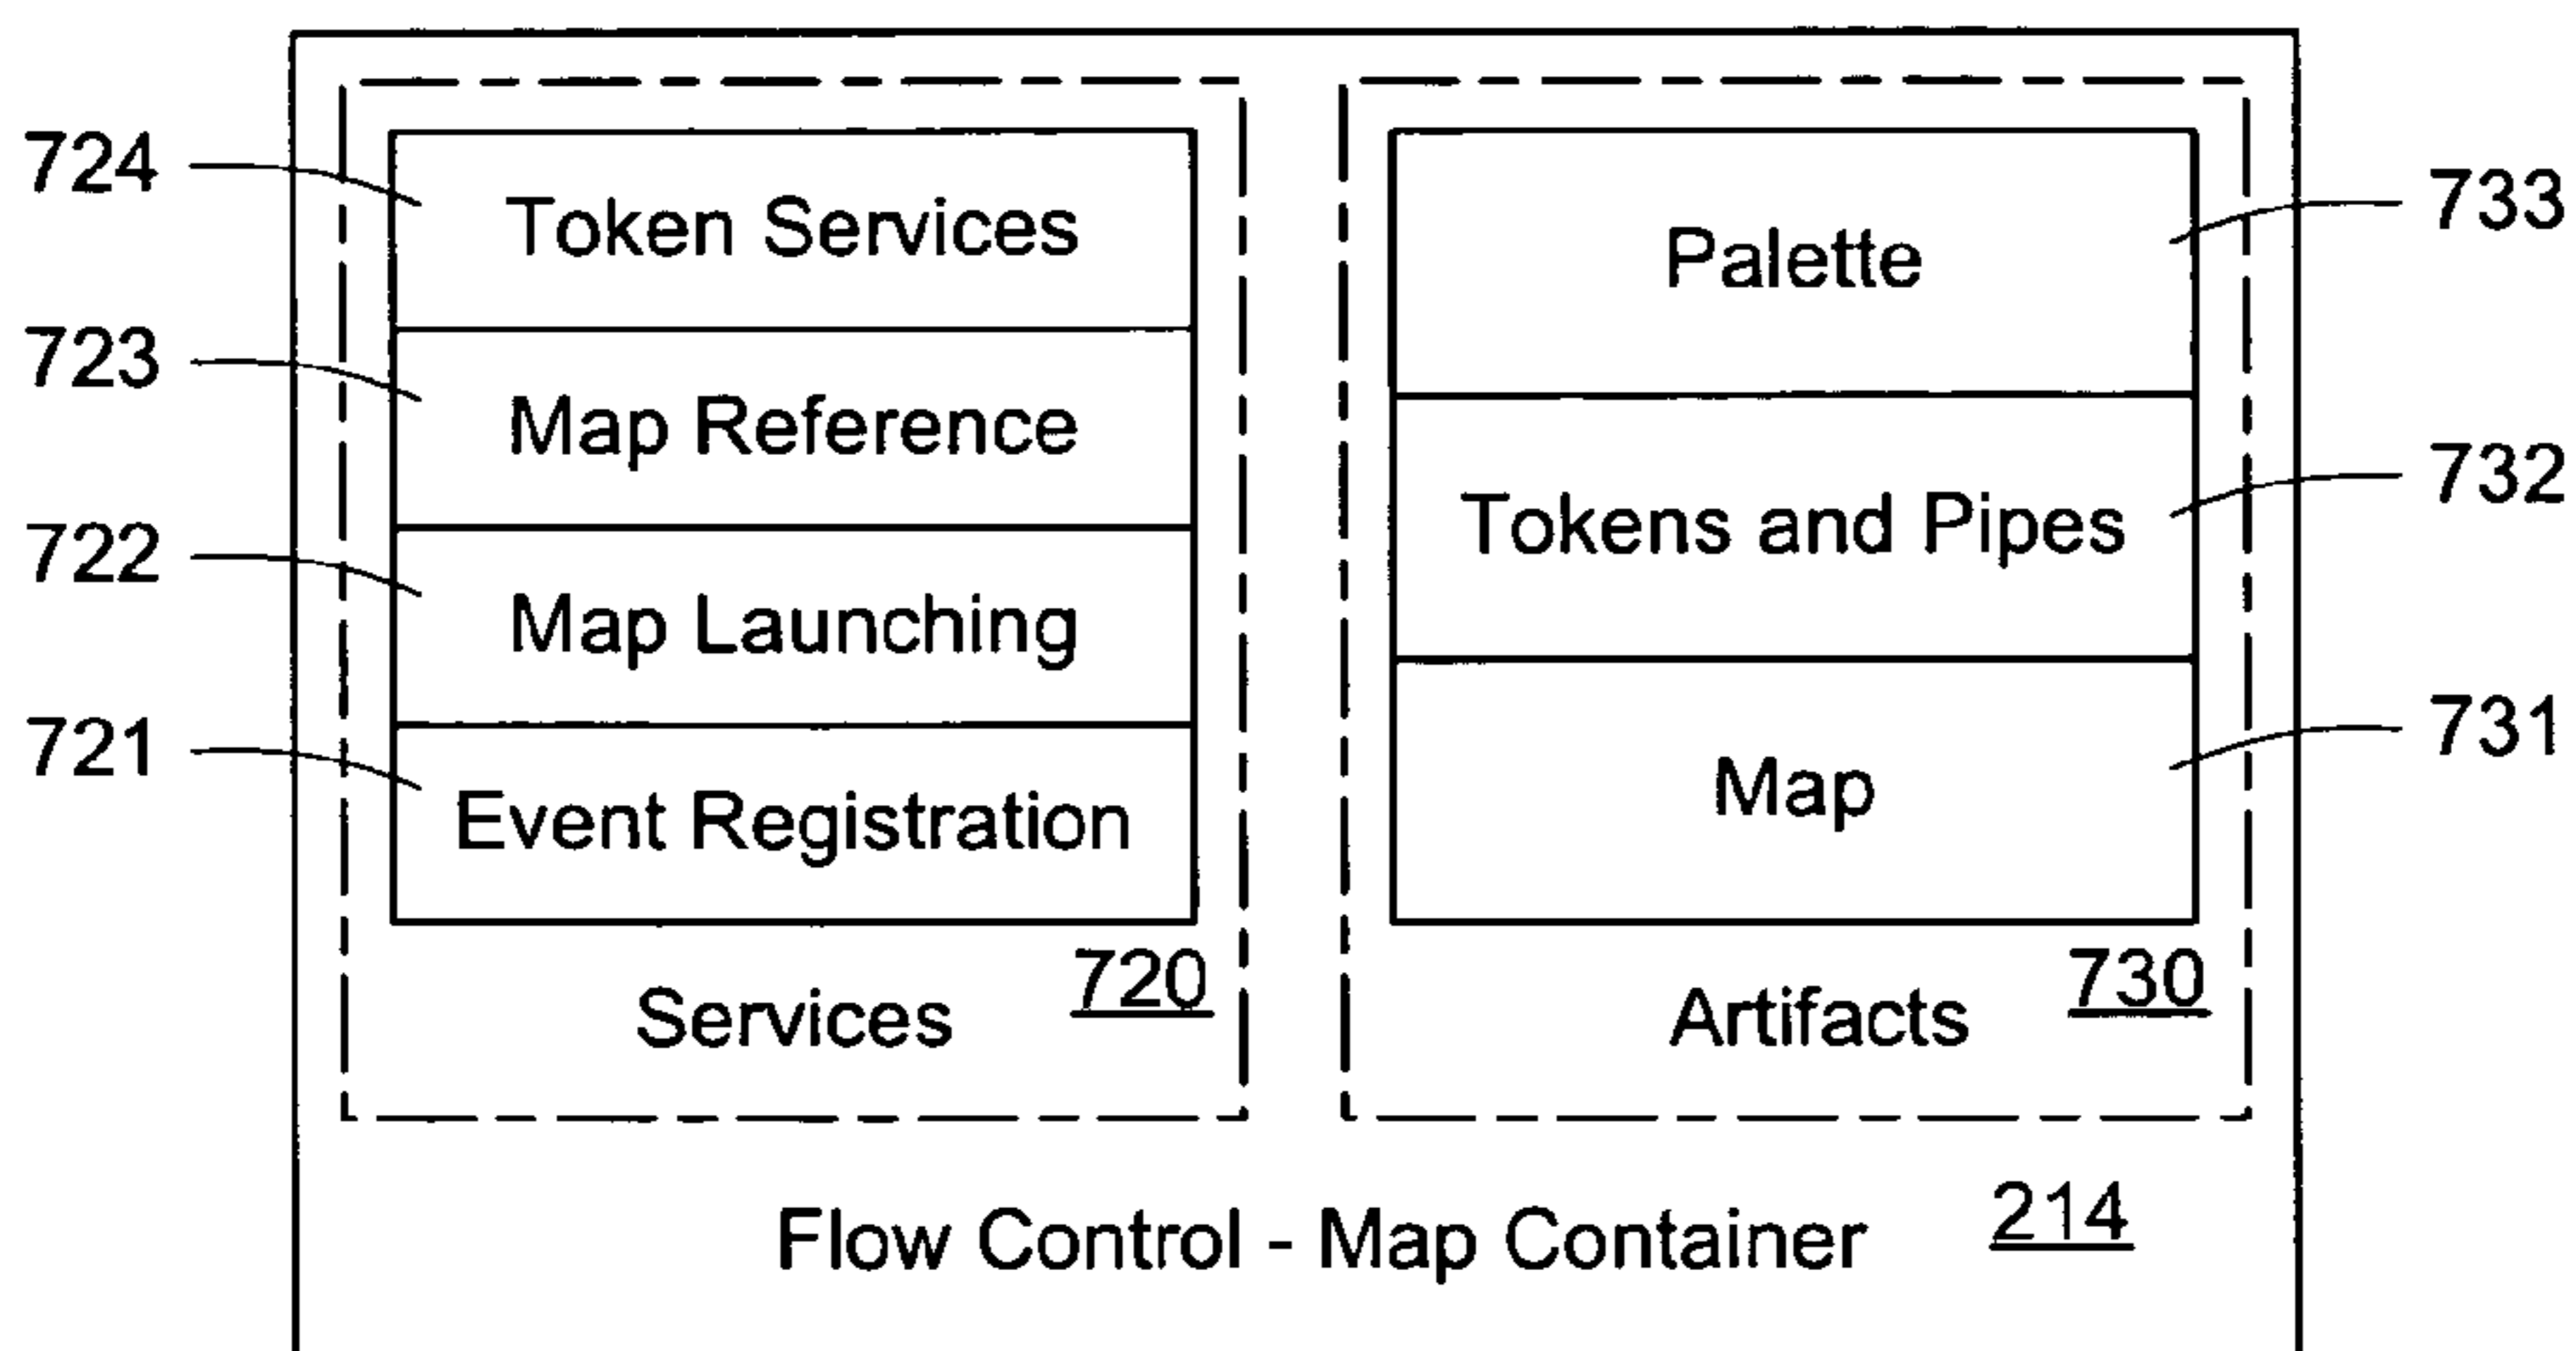 724
Token Services
723
Map Reference
722
Map Launching
721
Event Registration
720
Services
Palette
733
Tokens and Pipes
732
Map
731
730
Artifacts
Flow Control - Map Container
214